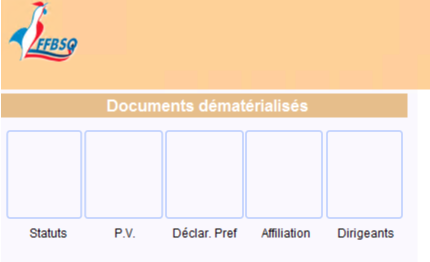 FFBSQ
Documents dématérialisés
Statuts P.V. Déclar. Pref Affiliation Dirigeants